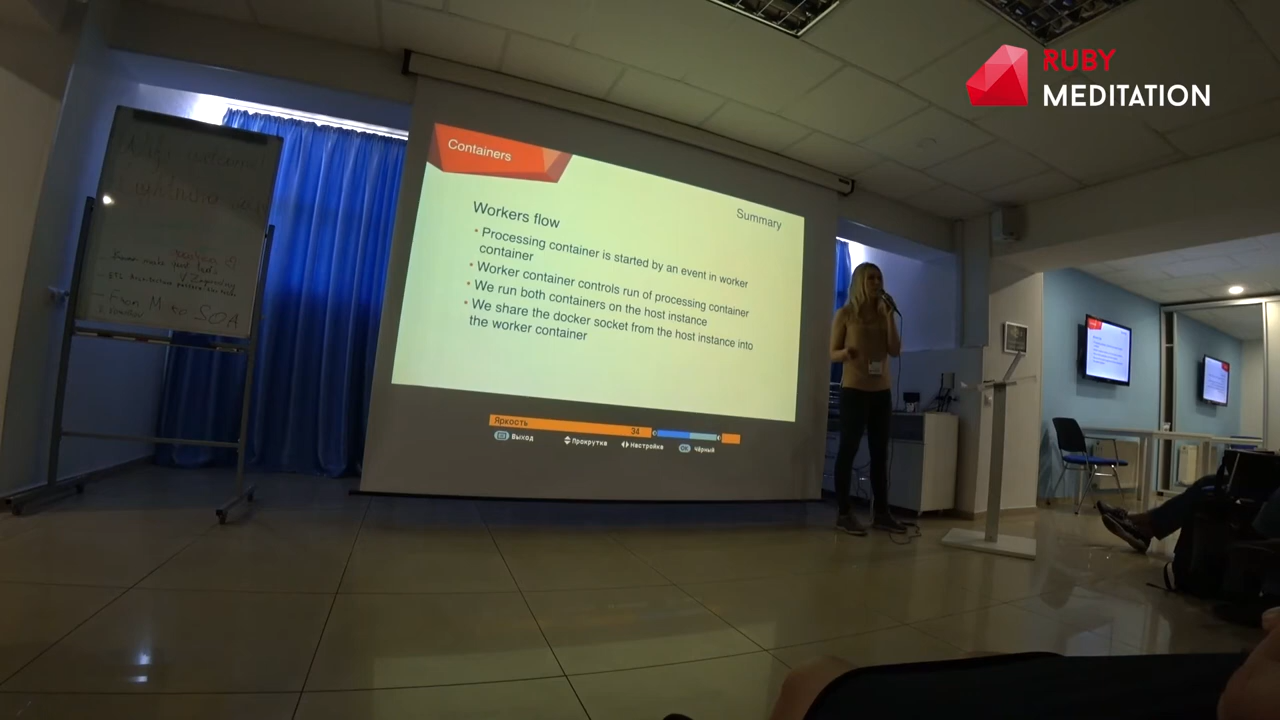 RUBY
MEDITATION
Containers
Summary
Workers flow
• Processing container is started by an event in worker
container
• Worker container controls run of processing container
• We run both containers on the host instance
• We share the docker socket from the host instance into
the worker container
Яркость
34
Выход
Прокрутка
Настройка
OK
Чёрный
From M to SOA